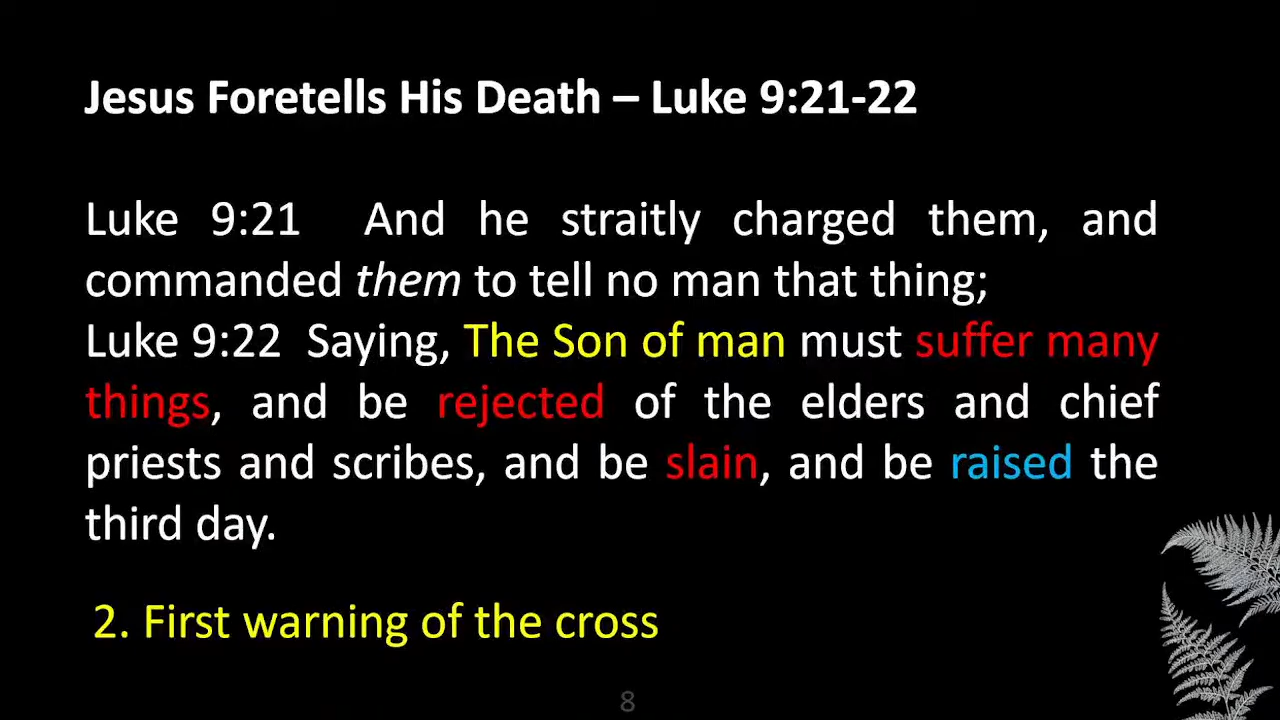 Jesus Foretells His Death – Luke 9:21-22
Luke 9:21 And he straitly charged them, and
commanded them to tell no man that thing;
Luke 9:22 Saying, The Son of man must suffer many
things, and be rejected of the elders and chief
priests and scribes, and be slain, and be raised the
third day.
2. First warning of the cross
8